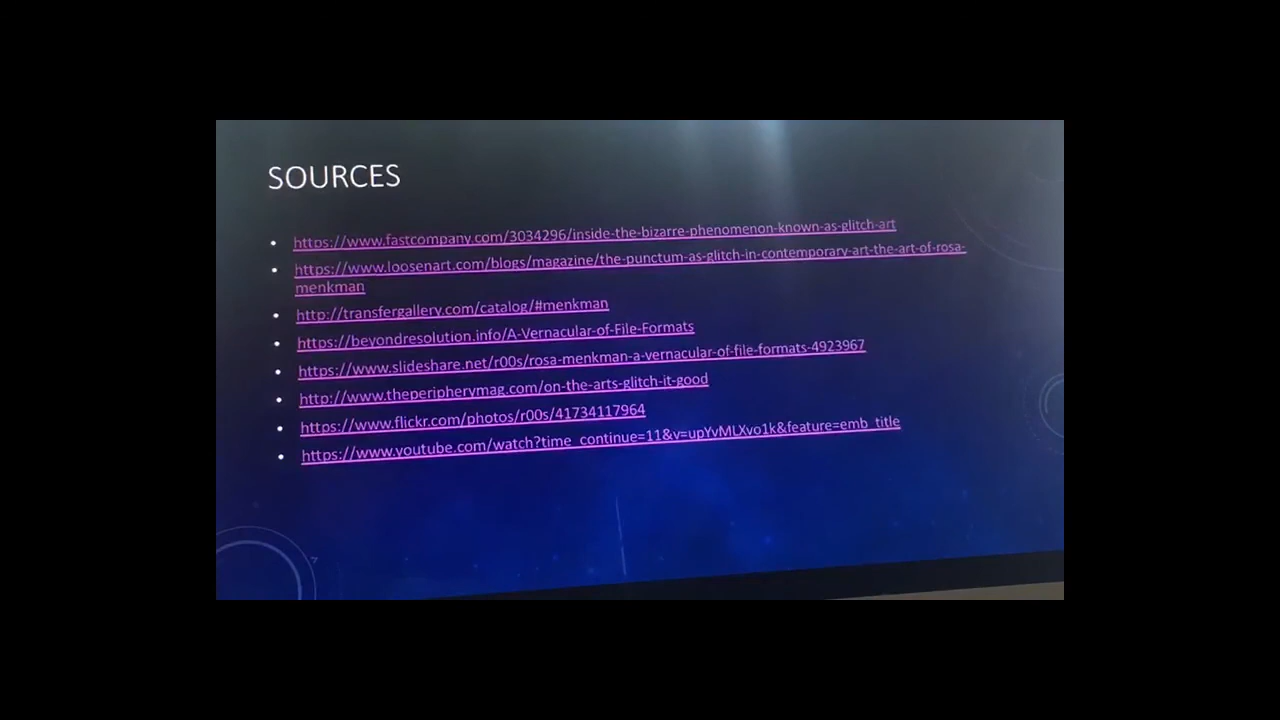 SOURCES
• https://www.fastcompany.com/3034296/inside-the-bizarre-phenomenon-known-as-glitch-art
• https://www.loosenart.com/blogs/magazine/the-punctum-as-glitch-in-contemporary-art-the-art-of-rosa-
menkman
• http://transfergallery.com/catalog/#menkman
• https://beyondresolution.info/A-Vernacular-of-File-Formats
• https://www.slideshare.net/r00s/rosa-menkman-a-vernacular-of-file-formats-4923967
• http://www.theperipherymag.com/on-the-arts-glitch-it-good
• https://www.flickr.com/photos/r00s/41734117964
• https://www.youtube.com/watch?time_continue=11&v=upYvMLXvo1k&feature=emb_title